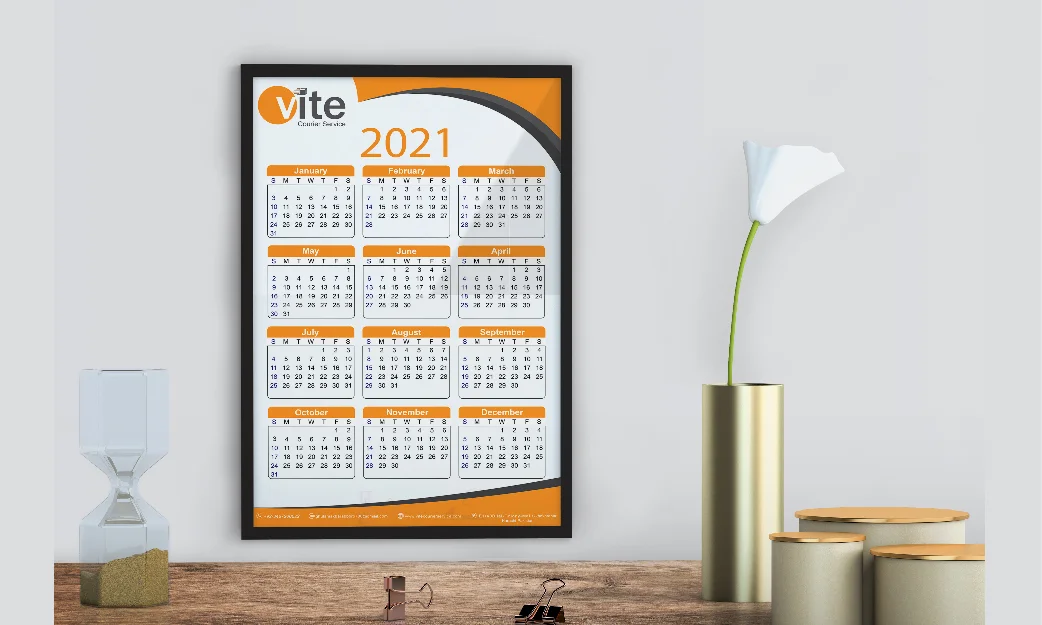 vite
Courier Service
2021
January
S M T W T F S
1 2
3 4 5 6 7 8 9
10 11 12 13 14 15 16
17 18 19 20 21 22 23
24 25 26 27 28 29 30
31
February
S M T W T F S
1 2 3 4 5 6
7 8 9 10 11 12 13
14 15 16 17 18 19 20
21 22 23 24 25 26 27
28
March
S M T W T F S
1 2 3 4 5 6
7 8 9 10 11 12 13
14 15 16 17 18 19 20
21 22 23 24 25 26 27
28 29 30 31
May
S M T W T F S
1
2 3 4 5 6 7 8
9 10 11 12 13 14 15
16 17 18 19 20 21 22
23 24 25 26 27 28 29
30 31
June
S M T W T F S
1 2 3 4 5
6 7 8 9 10 11 12
13 14 15 16 17 18 19
20 21 22 23 24 25 26
27 28 29 30
April
S M T W T F S
1 2 3
4 5 6 7 8 9 10
11 12 13 14 15 16 17
18 19 20 21 22 23 24
25 26 27 28 29 30
July
S M T W T F S
1 2 3
4 5 6 7 8 9 10
11 12 13 14 15 16 17
18 19 20 21 22 23 24
25 26 27 28 29 30 31
August
S M T W T F S
1 2 3 4 5 6 7
8 9 10 11 12 13 14
15 16 17 18 19 20 21
22 23 24 25 26 27 28
29 30 31
September
S M T W T F S
1 2 3 4
5 6 7 8 9 10 11
12 13 14 15 16 17 18
19 20 21 22 23 24 25
26 27 28 29 30
October
S M T W T F S
1 2
3 4 5 6 7 8 9
10 11 12 13 14 15 16
17 18 19 20 21 22 23
24 25 26 27 28 29 30
31
November
S M T W T F S
1 2 3 4 5 6
7 8 9 10 11 12 13
14 15 16 17 18 19 20
21 22 23 24 25 26 27
28 29 30
December
S M T W T F S
1 2 3 4
5 6 7 8 9 10 11
12 13 14 15 16 17 18
19 20 21 22 23 24 25
26 27 28 29 30 31